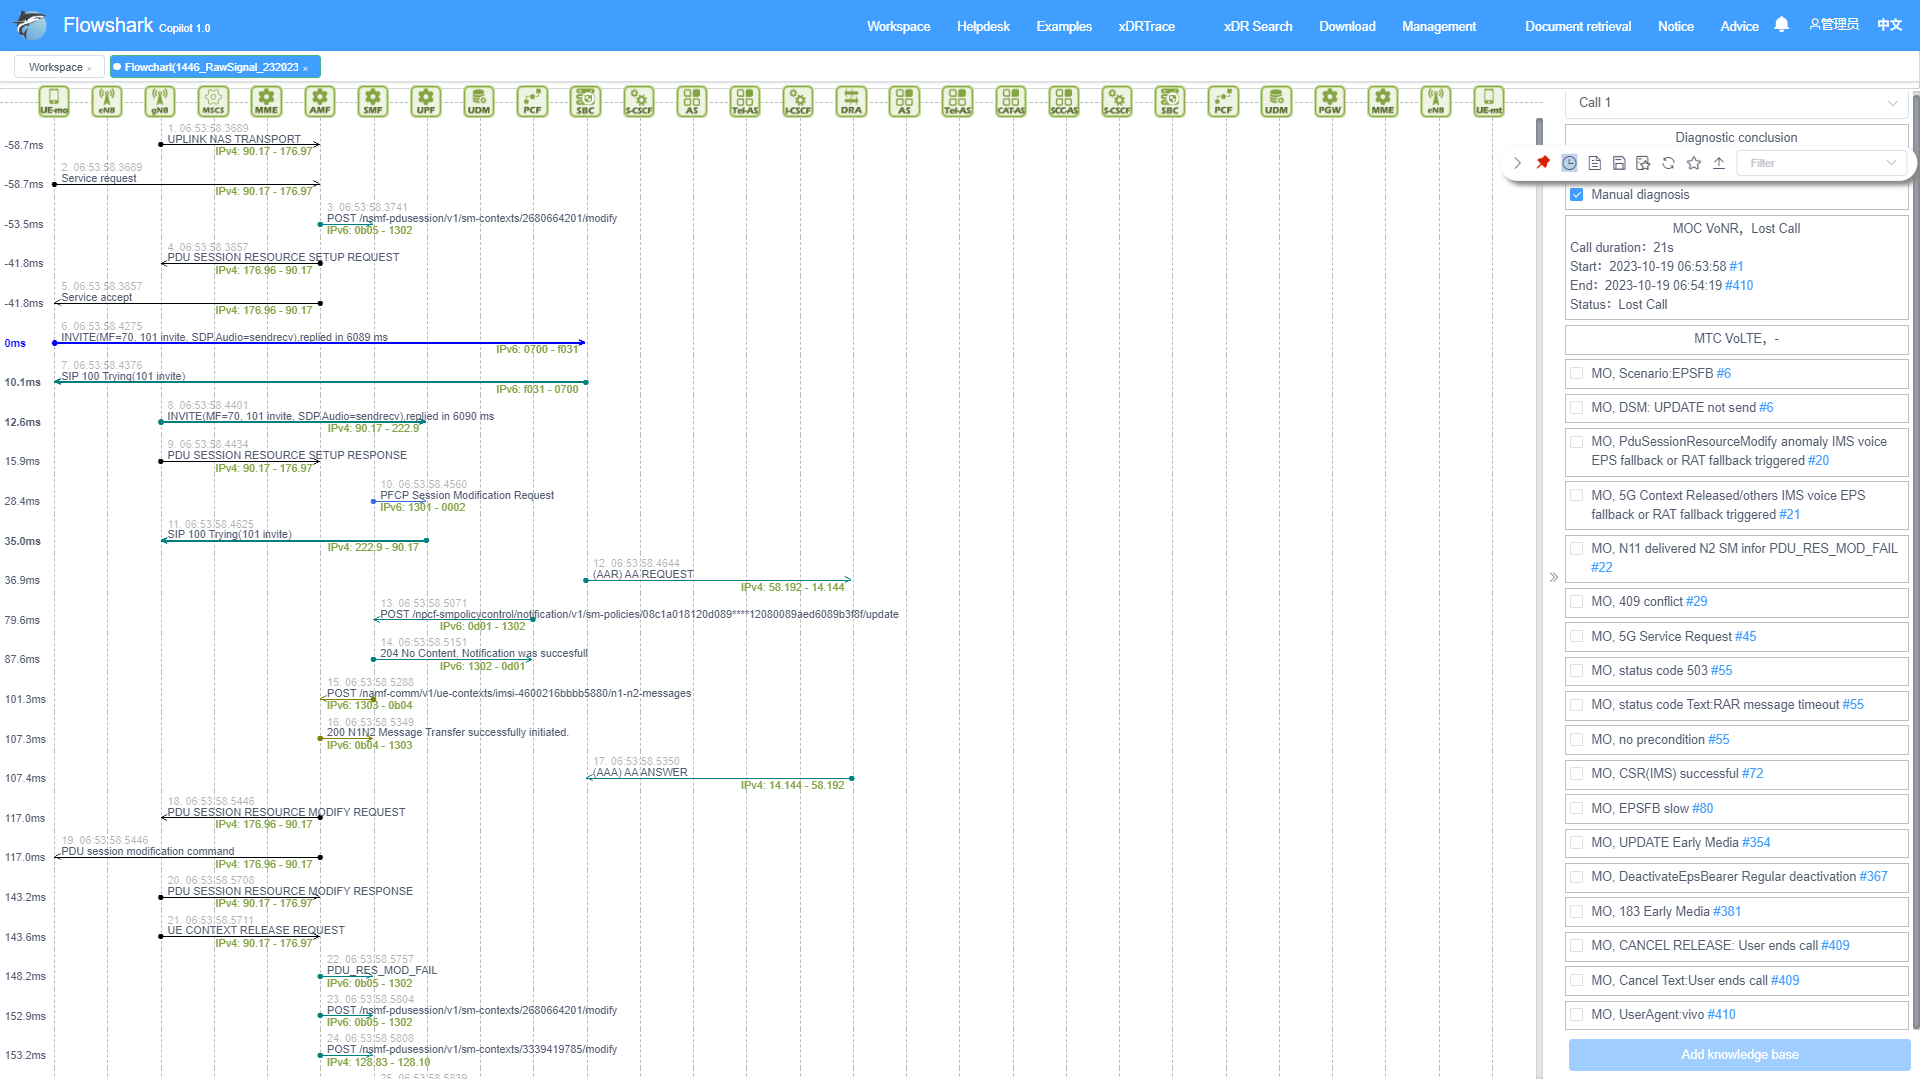 Flowshark Copilot 1.0
Workspace Helpdesk Examples xDRTrace xDR Search Download Management Document retrieval Notice Advice 管理员 中文
Workspace × Flowchart(1446_RawSignal_232023 ×
UE-mo eNB gNB MSCS MME AMF SMF UPF UDM PCF SBC S-CSCF AS Tel-AS I-CSCF DRA AS Tel-AS CATAS SCC-AS S-CSCF SBC PCF UDM PGW MME eNB UE-mt
-58.7ms
1. 06:53:58.3689
UPLINK NAS TRANSPORT
IPv4: 90.17 - 176.97
-58.7ms
2. 06:53:58.3689
Service request
IPv4: 90.17 - 176.97
-53.5ms
3. 06:53:58.3741
POST /nsmf-pdusession/v1/sm-contexts/2680664201/modify
IPv6: 0b05 - 1302
-41.8ms
4. 06:53:58.3857
PDU SESSION RESOURCE SETUP REQUEST
IPv4: 176.96 - 90.17
-41.8ms
5. 06:53:58.3857
Service accept
IPv4: 176.96 - 90.17
0ms
6. 06:53:58.4275
INVITE(MF=70, 101 invite, SDP Audio=sendrecv),replied in 6089 ms
IPv6: 0700 - f031
10.1ms
7. 06:53:58.4376
SIP 100 Trying(101 invite)
IPv6: f031 - 0700
12.6ms
8. 06:53:58.4401
INVITE(MF=70, 101 invite, SDP Audio=sendrecv),replied in 6090 ms
IPv4: 90.17 - 222.9
15.9ms
9. 06:53:58.4434
PDU SESSION RESOURCE SETUP RESPONSE
IPv4: 90.17 - 176.97
28.4ms
10. 06:53:58.4560
PFCP Session Modification Request
IPv6: 1301 - 0002
35.0ms
11. 06:53:58.4625
SIP 100 Trying(101 invite)
IPv4: 222.9 - 90.17
36.9ms
12. 06:53:58.4644
(AAR) AA REQUEST
IPv4: 58.192 - 14.144
79.6ms
13. 06:53:58.5071
POST /npcf-smpolicycontrol/notification/v1/sm-policies/08c1a018120d089****12080089aed6089b3f8f/update
IPv6: 0d01 - 1302
87.6ms
14. 06:53:58.5151
204 No Content, Notification was succesfull
IPv6: 1302 - 0d01
101.3ms
15. 06:53:58.5288
POST /namf-comm/v1/ue-contexts/imsi-4600216bbbb5880/n1-n2-messages
IPv6: 1303 - 0b04
107.3ms
16. 06:53:58.5349
200 N1N2 Message Transfer successfully initiated.
IPv6: 0b04 - 1303
107.4ms
17. 06:53:58.5350
(AAA) AA ANSWER
IPv4: 14.144 - 58.192
117.0ms
18. 06:53:58.5446
PDU SESSION RESOURCE MODIFY REQUEST
IPv4: 176.96 - 90.17
117.0ms
19. 06:53:58.5446
PDU session modification command
IPv4: 176.96 - 90.17
143.2ms
20. 06:53:58.5708
PDU SESSION RESOURCE MODIFY RESPONSE
IPv4: 90.17 - 176.97
143.6ms
21. 06:53:58.5711
UE CONTEXT RELEASE REQUEST
IPv4: 90.17 - 176.97
148.2ms
22. 06:53:58.5757
PDU_RES_MOD_FAIL
IPv6: 0b05 - 1302
152.9ms
23. 06:53:58.5804
POST /nsmf-pdusession/v1/sm-contexts/2680664201/modify
IPv6: 0b05 - 1302
153.2ms
24. 06:53:58.5808
POST /nsmf-pdusession/v1/sm-contexts/3339419785/modify
IPv4: 128.83 - 128.10
25. 06:53:58.5839
Call 1
Diagnostic conclusion
Filter
Manual diagnosis
MOC VoNR，Lost Call
Call duration：21s
Start：2023-10-19 06:53:58 #1
End：2023-10-19 06:54:19 #410
Status：Lost Call
MTC VoLTE，-
MO, Scenario:EPSFB #6
MO, DSM: UPDATE not send #6
MO, PduSessionResourceModify anomaly IMS voice
EPS fallback or RAT fallback triggered #20
MO, 5G Context Released/others IMS voice EPS
fallback or RAT fallback triggered #21
MO, N11 delivered N2 SM infor PDU_RES_MOD_FAIL
#22
MO, 409 conflict #29
MO, 5G Service Request #45
MO, status code 503 #55
MO, status code Text:RAR message timeout #55
MO, no precondition #55
MO, CSR(IMS) successful #72
MO, EPSFB slow #80
MO, UPDATE Early Media #354
MO, DeactivateEpsBearer Regular deactivation #367
MO, 183 Early Media #381
MO, CANCEL RELEASE: User ends call #409
MO, Cancel Text:User ends call #409
MO, UserAgent:vivo #410
Add knowledge base